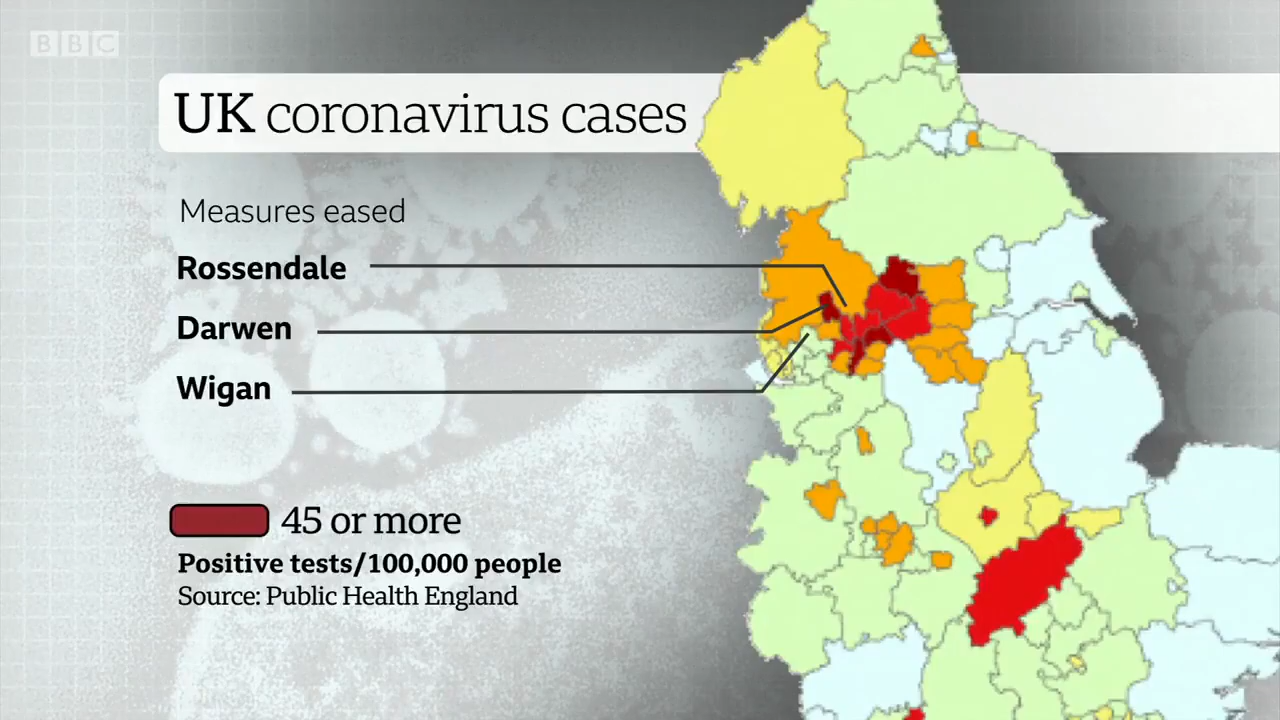 BBC
UK coronavirus cases
Measures eased
Rossendale
Darwen
Wigan
45 or more
Positive tests/100,000 people
Source: Public Health England